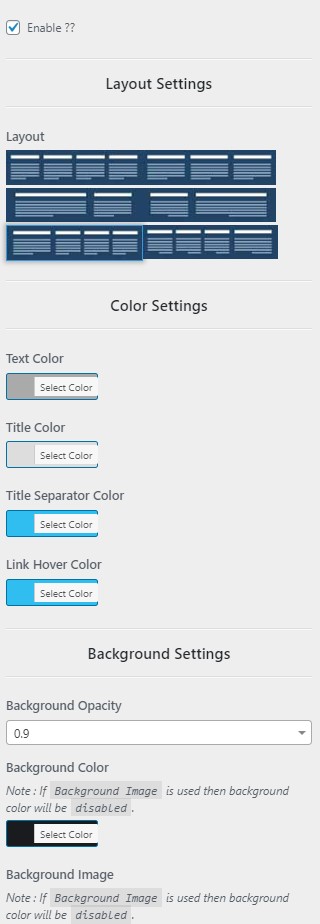 Enable ??
Layout Settings
Layout
Color Settings
Text Color
Select Color
Title Color
Select Color
Title Separator Color
Select Color
Link Hover Color
Select Color
Background Settings
Background Opacity
0.9
Background Color
Note : If Background Image is used then background
color will be disabled .
Select Color
Background Image
Note : If Background Image is used then background
color will be disabled .